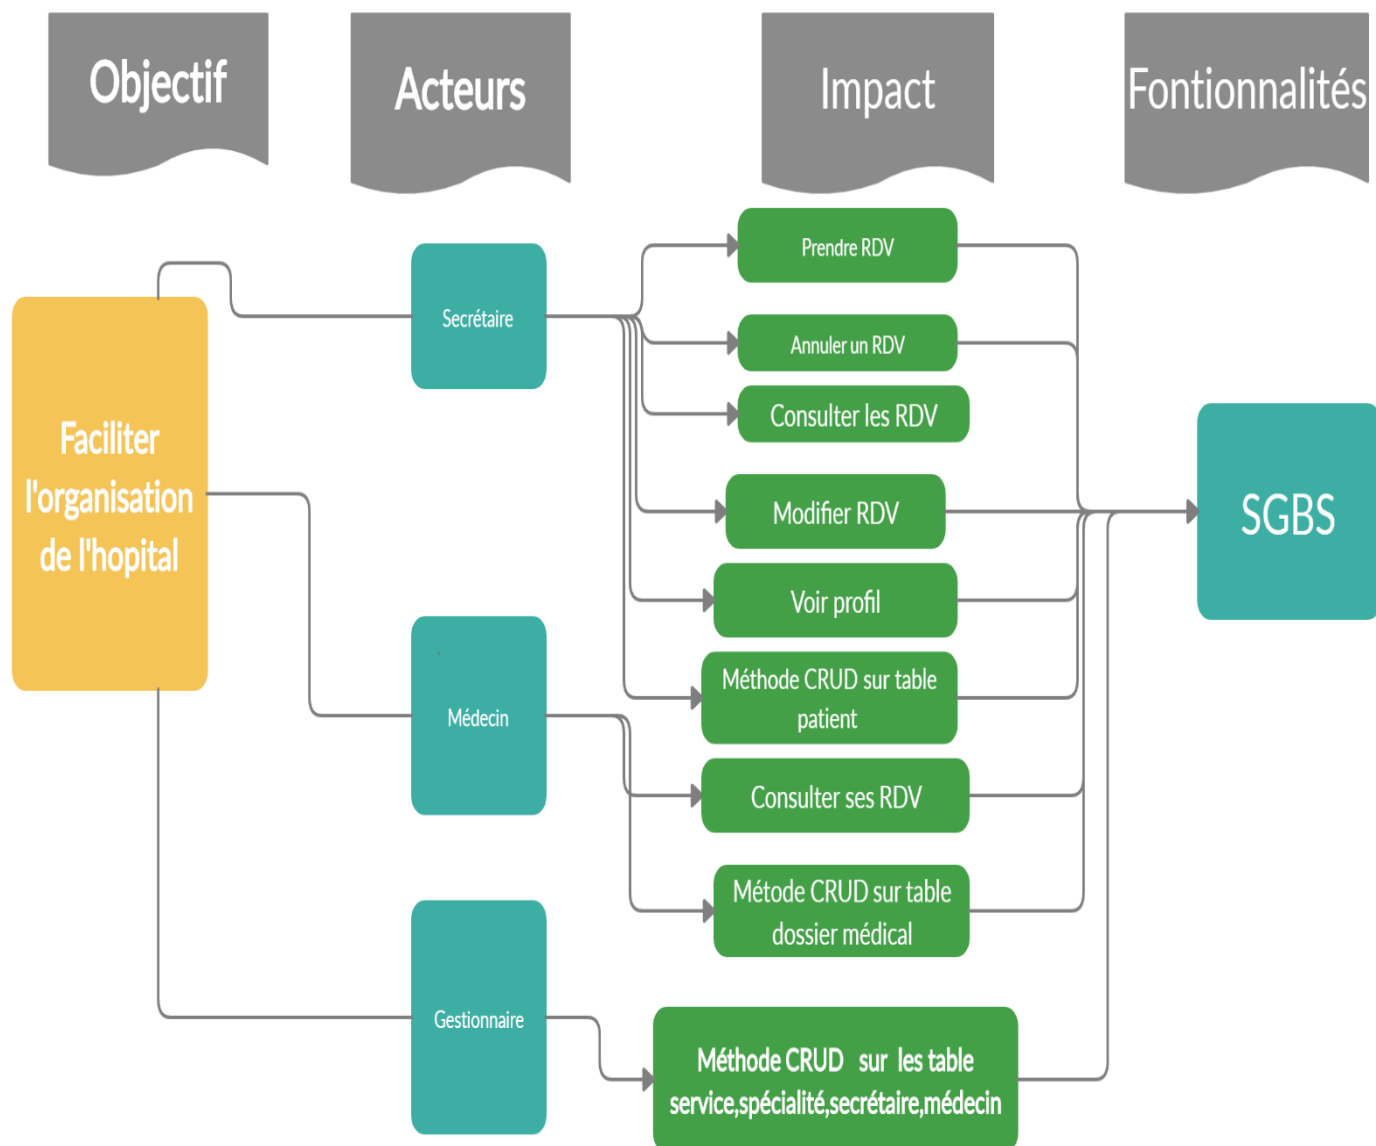 Objectif
Acteurs
Impact
Fontionnalités
Faciliter
l'organisation
de l'hopital
Secrétaire
Médecin
Gestionnaire
Prendre RDV
Annuler un RDV
Consulter les RDV
Modifier RDV
Voir profil
Méthode CRUD sur table
patient
Consulter ses RDV
Métode CRUD sur table
dossier médical
Méthode CRUD sur les table
service,spécialité,secrétaire,médecin
SGBS